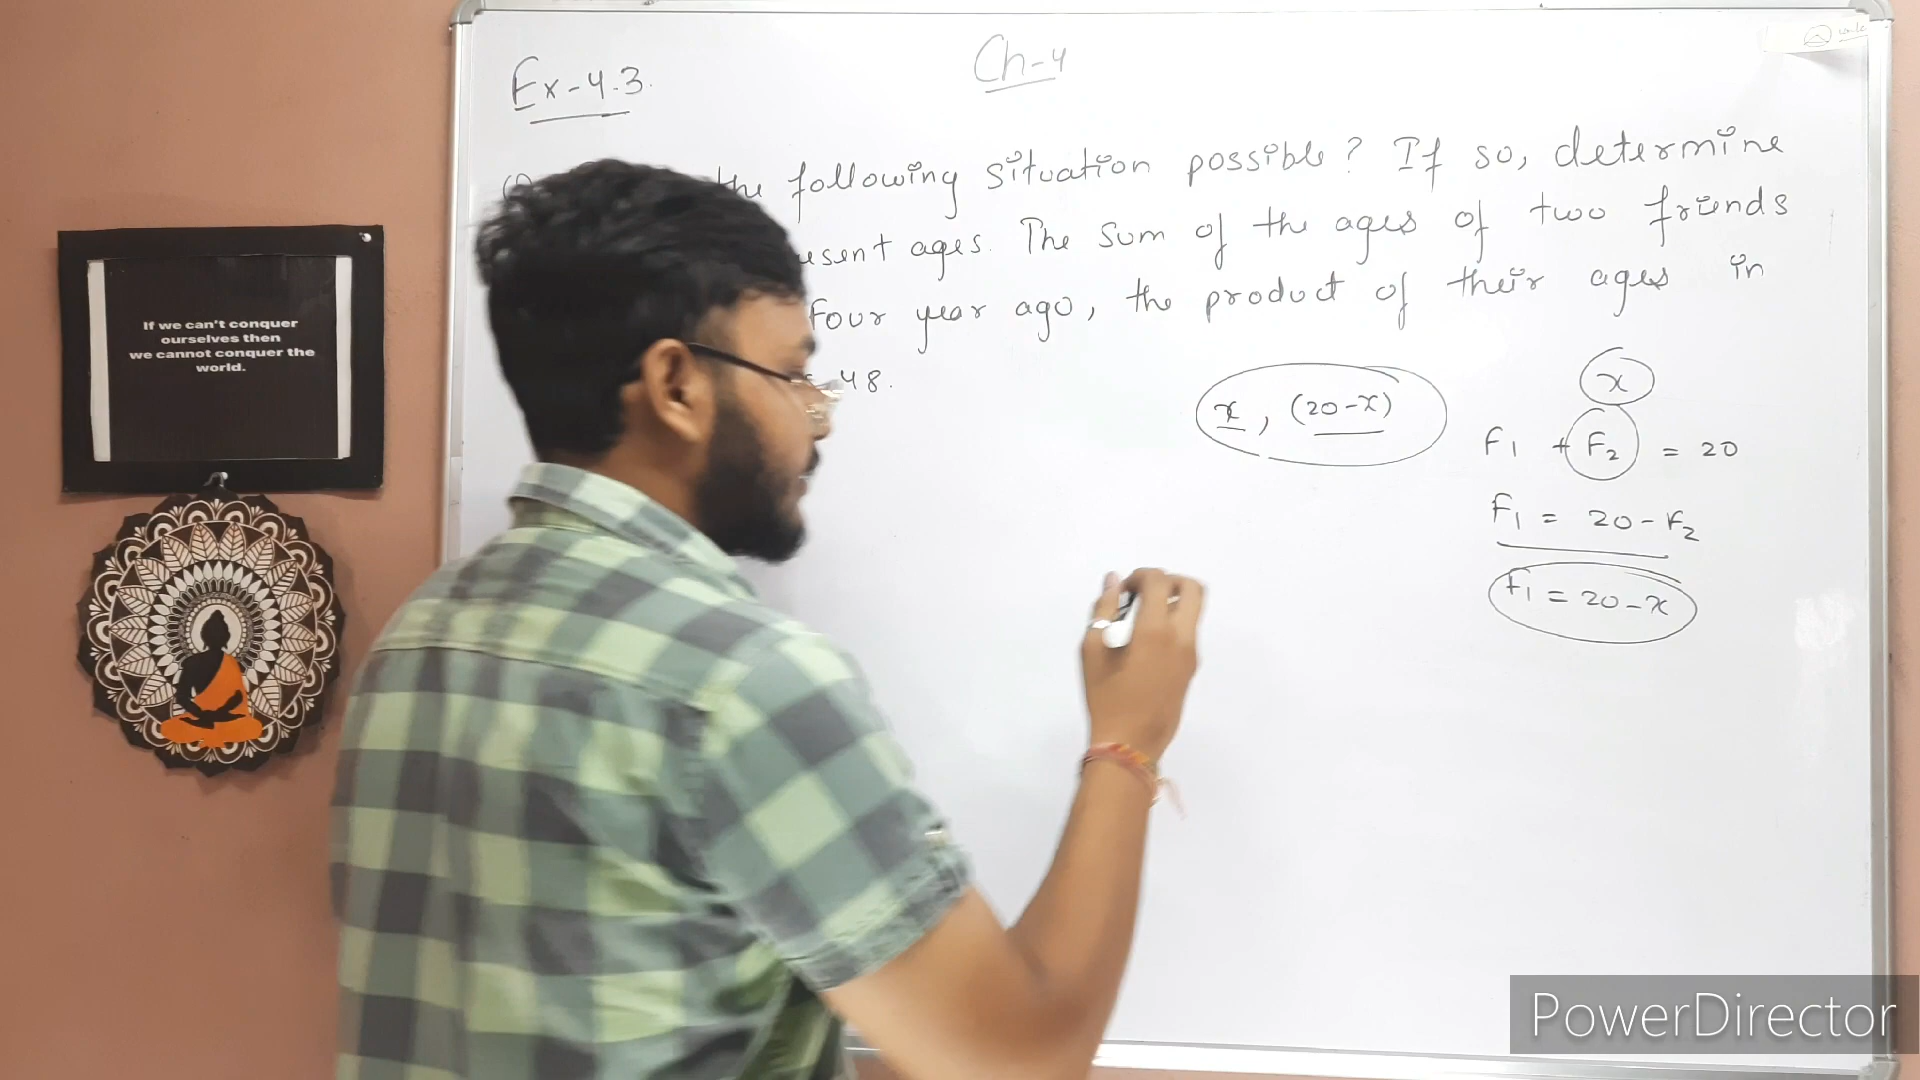 Ch-4
Ex-4.3.
the following situation possible? If so, determine
esent ages. The sum of the ages of two friends
Four year ago, the product of their ages in
48.
x, (20-x)
x
F1 + F2 = 20
F1 = 20-F2
F1 = 20-x
If we can't conquer
ourselves then
we cannot conquer the
world.
PowerDirector